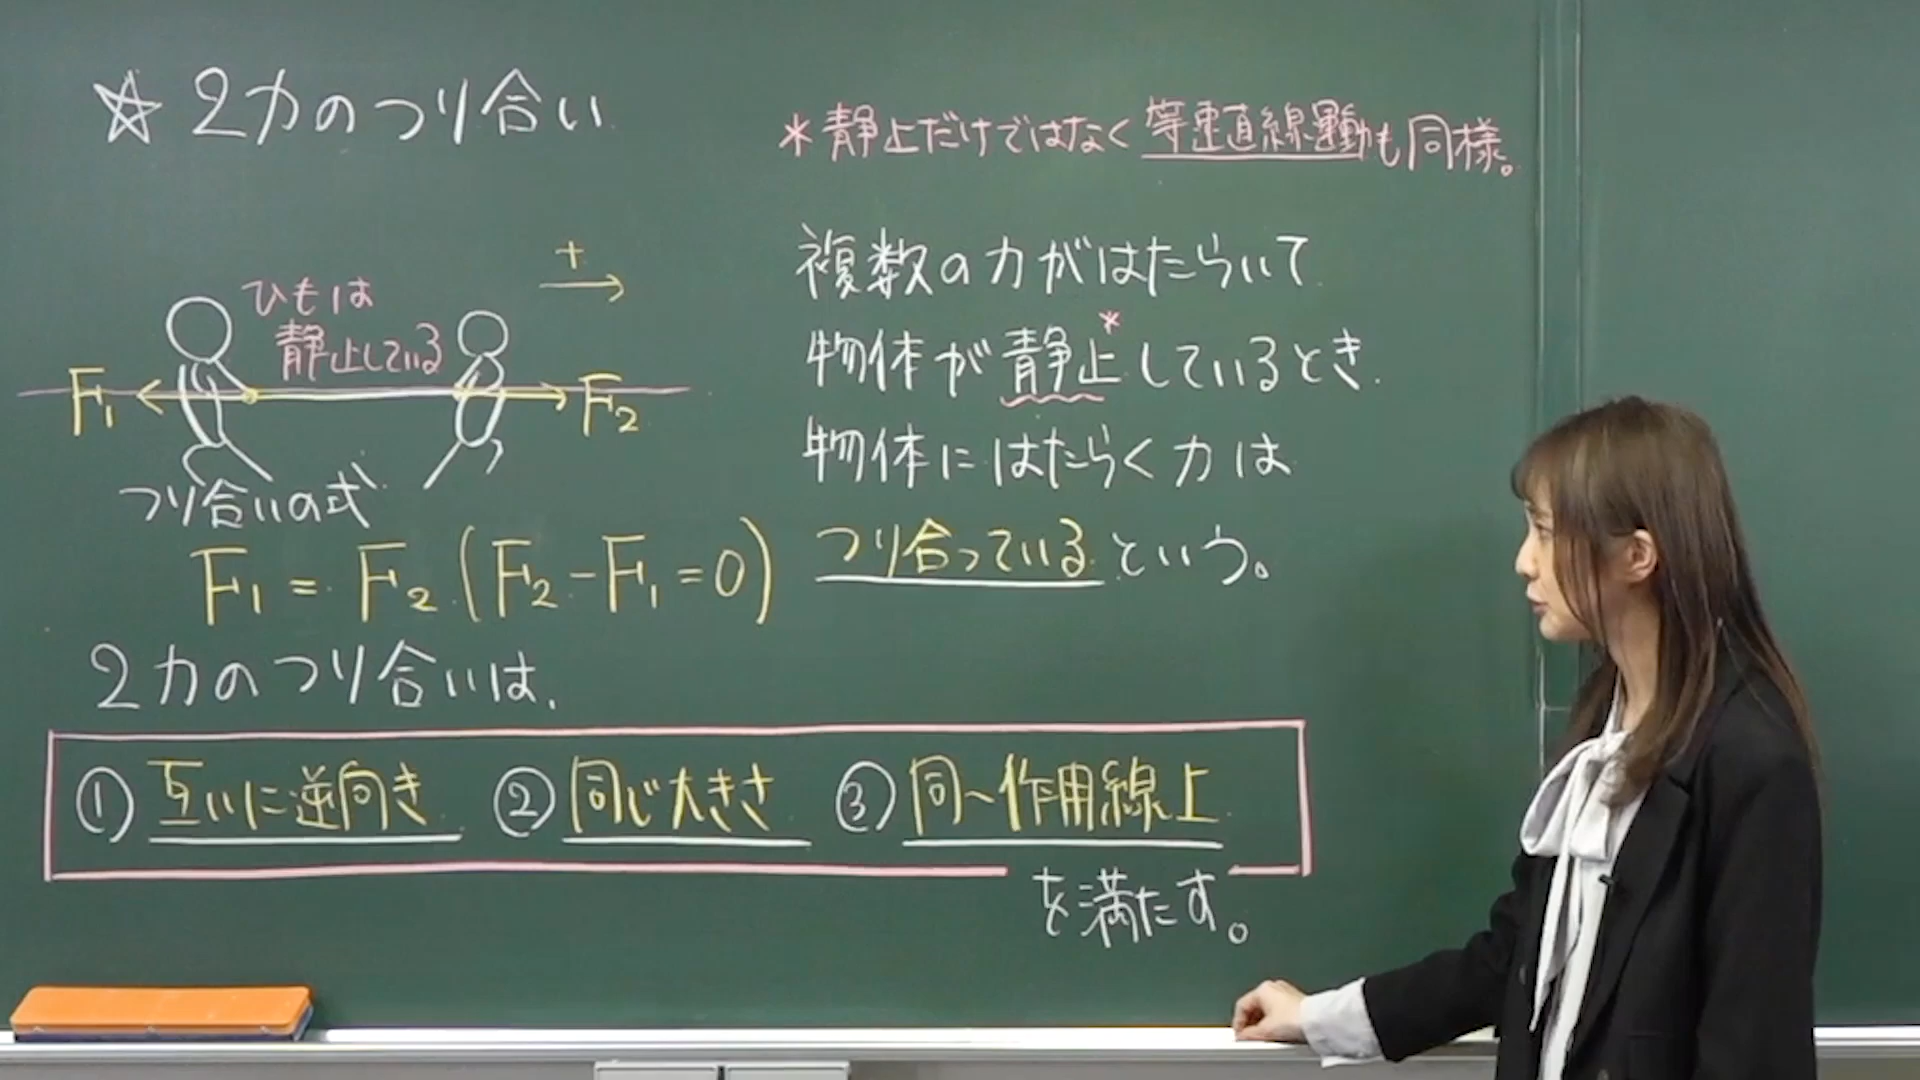 ☆2力のつり合い
*静止だけではなく等速直線運動も同様。
+
ひもは
静止している
F₁
F₂
つり合いの式
F₁ = F₂ (F₂-F₁=0)
複数の力がはたらいて
物体が静止*しているとき.
物体にはたらく力は
つり合っている という。
2力のつり合いは,
① 互いに逆向き ② 同じ大きさ ③ 同一作用線上
を満たす。